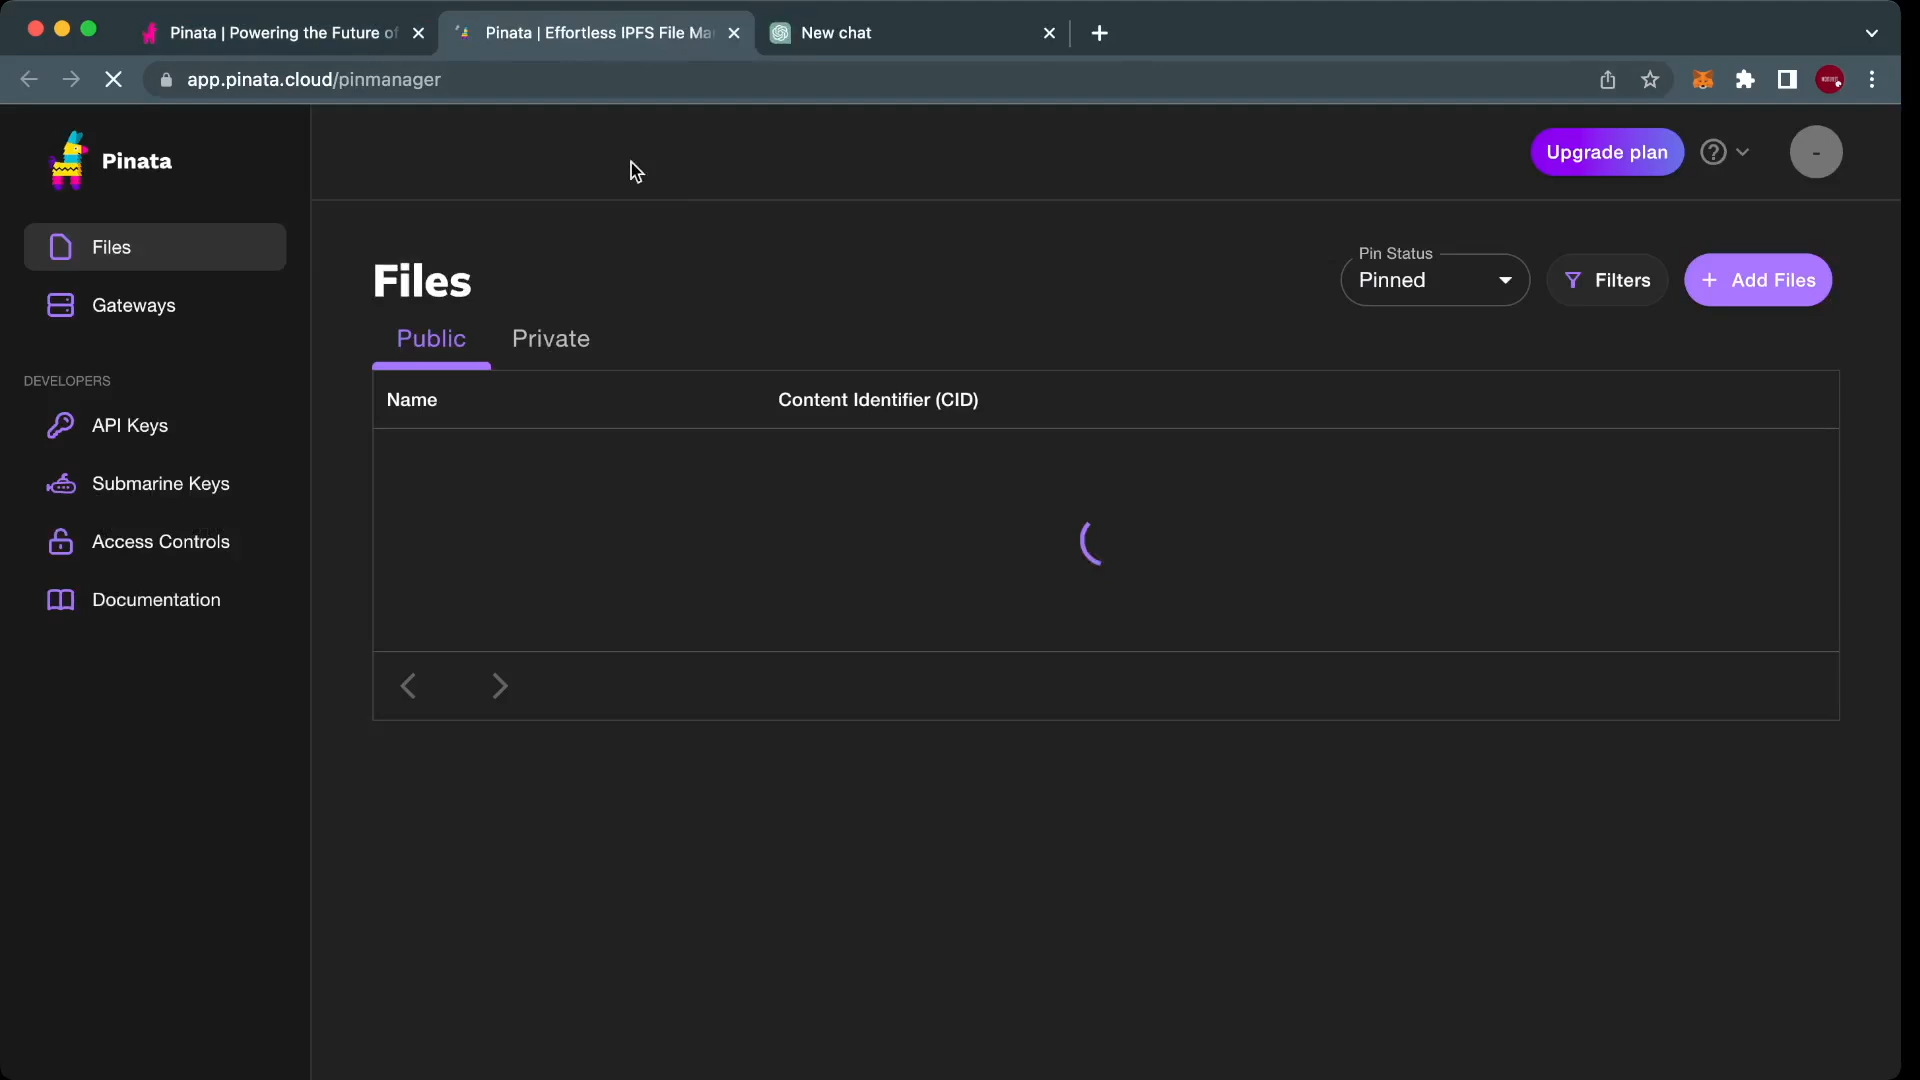 Pinata | Powering the Future of
Pinata | Effortless IPFS File Ma
New chat
app.pinata.cloud/pinmanager
Pinata
Upgrade plan
-
Files
Gateways
DEVELOPERS
API Keys
Submarine Keys
Access Controls
Documentation
Files
Pin Status
Pinned
Filters
+ Add Files
Public Private
Name Content Identifier (CID)